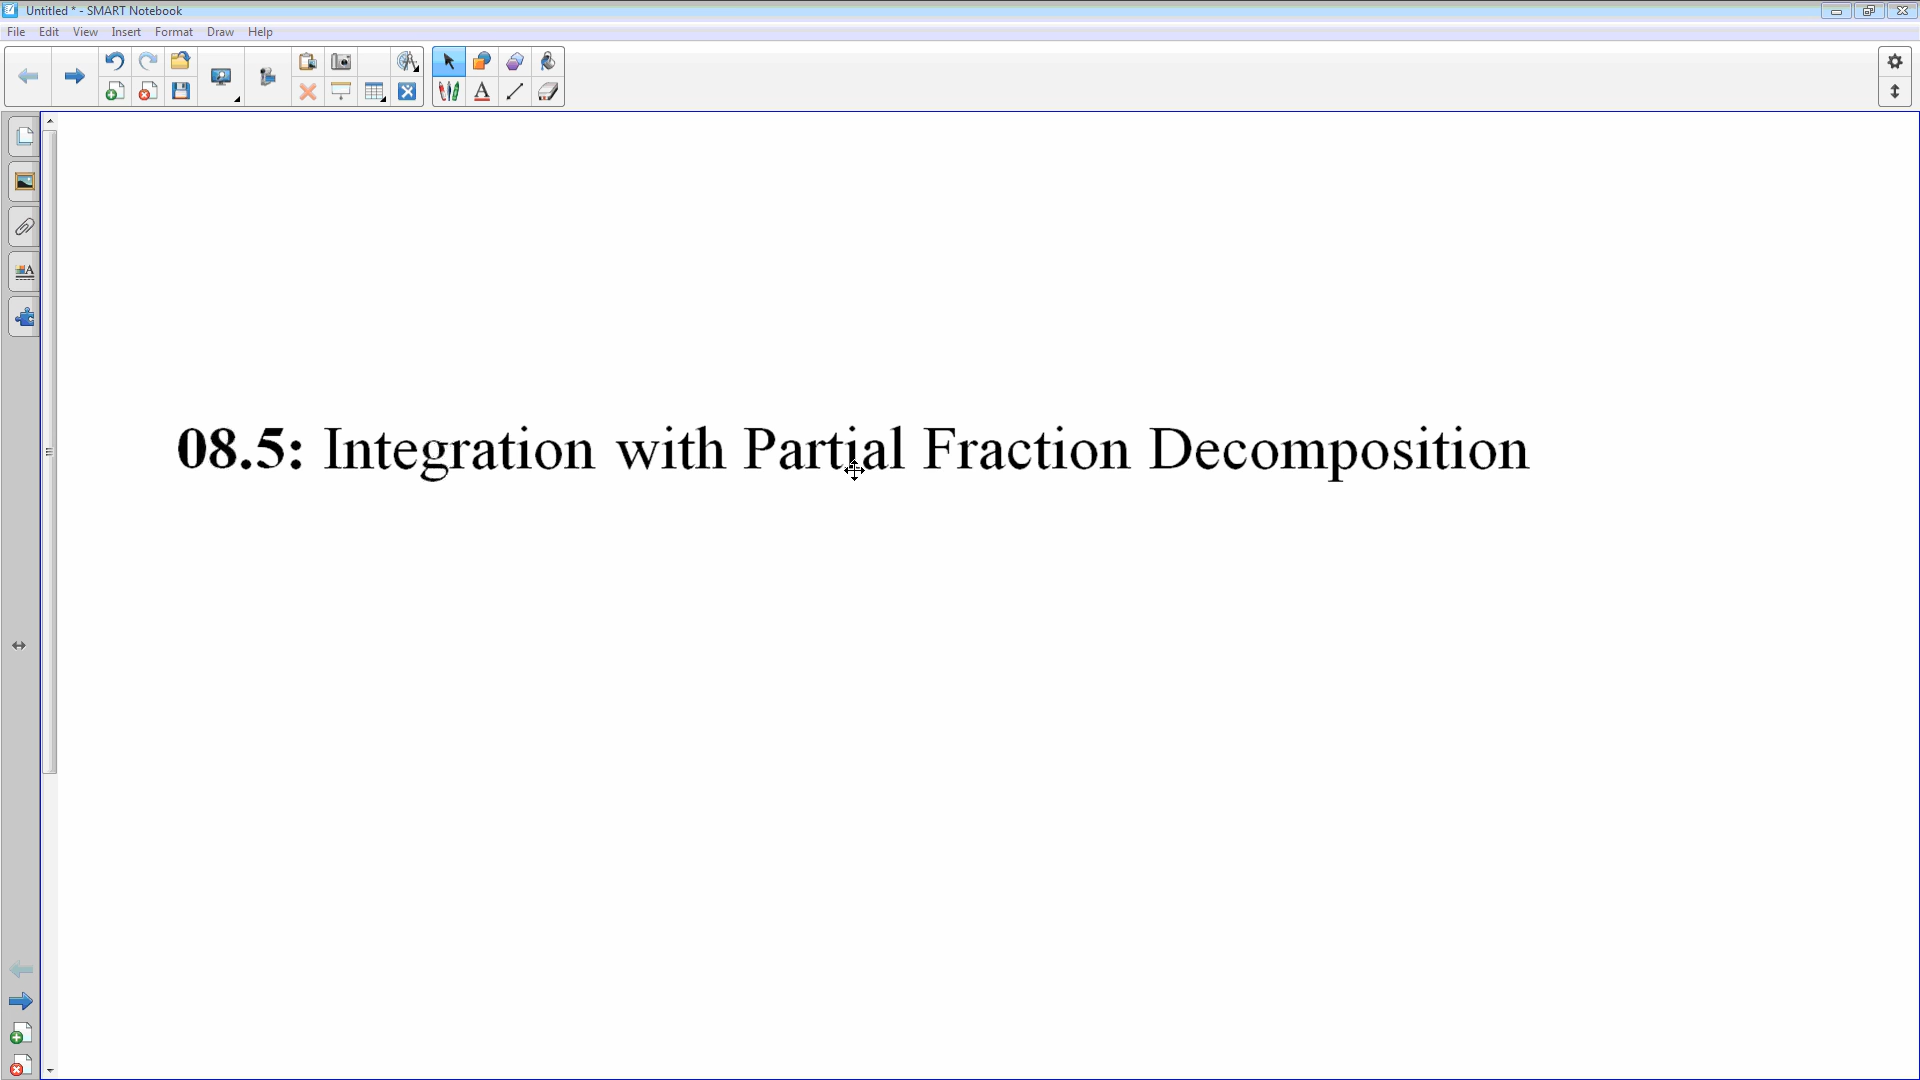 Untitled * - SMART Notebook
File Edit View Insert Format Draw Help
08.5: Integration with Partial Fraction Decomposition